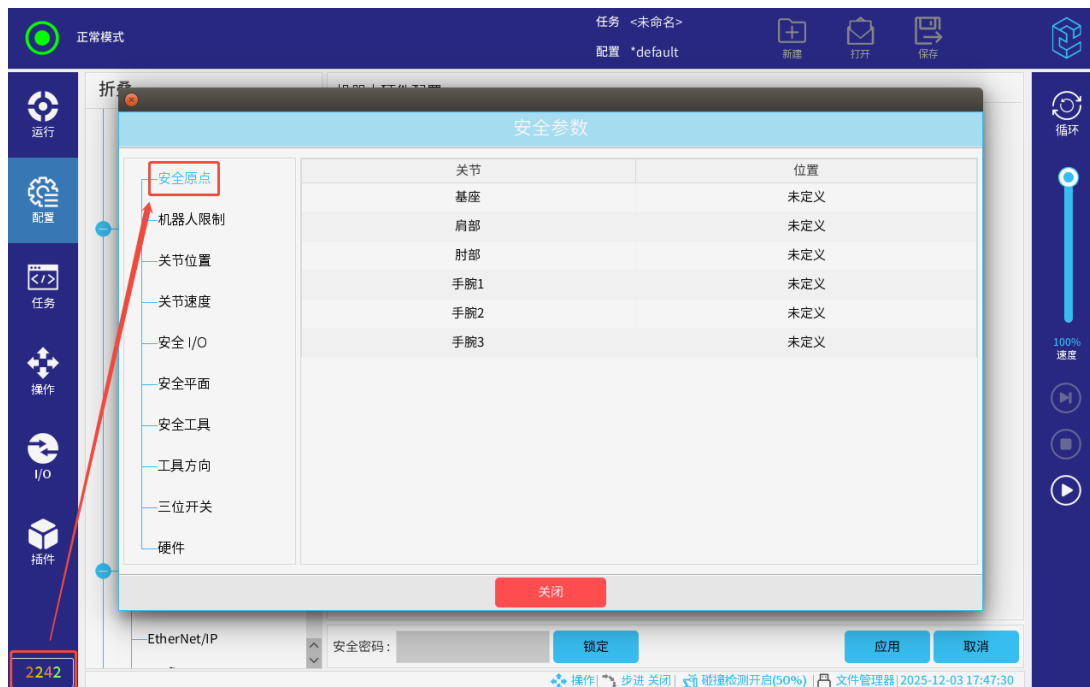 正常模式
任务 <未命名>
配置 *default
新建
打开
保存
运行
配置
任务
操作
I/O
插件
2242
折叠
机器人硬件配置
安全参数
安全原点
机器人限制
关节位置
关节速度
安全 I/O
安全平面
安全工具
工具方向
三位开关
硬件
关节 位置
基座 未定义
肩部 未定义
肘部 未定义
手腕1 未定义
手腕2 未定义
手腕3 未定义
关闭
EtherNet/IP
安全密码:
锁定
应用
取消
循环
100%
速度
操作| 步进 关闭| 碰撞检测开启(50%) | 文件管理器|2025-12-03 17:47:30